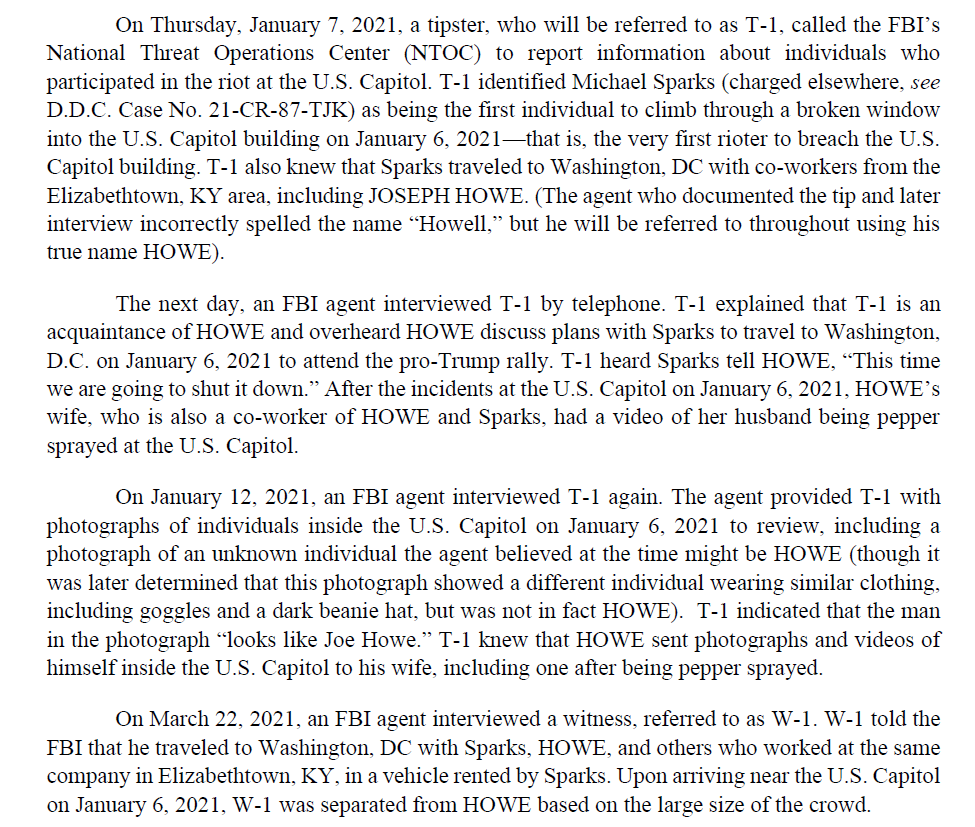 On Thursday, January 7, 2021, a tipster, who will be referred to as T-1, called the FBI's
National Threat Operations Center (NTOC) to report information about individuals who
participated in the riot at the U.S. Capitol. T-1 identified Michael Sparks (charged elsewhere, see
D.D.C. Case No. 21-CR-87-TJK) as being the first individual to climb through a broken window
into the U.S. Capitol building on January 6, 2021—that is, the very first rioter to breach the U.S.
Capitol building. T-1 also knew that Sparks traveled to Washington, DC with co-workers from the
Elizabethtown, KY area, including JOSEPH HOWE. (The agent who documented the tip and later
interview incorrectly spelled the name “Howell,” but he will be referred to throughout using his
true name HOWE).
The next day, an FBI agent interviewed T-1 by telephone. T-1 explained that T-1 is an
acquaintance of HOWE and overheard HOWE discuss plans with Sparks to travel to Washington,
D.C. on January 6, 2021 to attend the pro-Trump rally. T-1 heard Sparks tell HOWE, “This time
we are going to shut it down.” After the incidents at the U.S. Capitol on January 6, 2021, HOWE's
wife, who is also a co-worker of HOWE and Sparks, had a video of her husband being pepper
sprayed at the U.S. Capitol.
On January 12, 2021, an FBI agent interviewed T-1 again. The agent provided T-1 with
photographs of individuals inside the U.S. Capitol on January 6, 2021 to review, including a
photograph of an unknown individual the agent believed at the time might be HOWE (though it
was later determined that this photograph showed a different individual wearing similar clothing,
including goggles and a dark beanie hat, but was not in fact HOWE). T-1 indicated that the man
in the photograph “looks like Joe Howe.” T-1 knew that HOWE sent photographs and videos of
himself inside the U.S. Capitol to his wife, including one after being pepper sprayed.
On March 22, 2021, an FBI agent interviewed a witness, referred to as W-1. W-1 told the
FBI that he traveled to Washington, DC with Sparks, HOWE, and others who worked at the same
company in Elizabethtown, KY, in a vehicle rented by Sparks. Upon arriving near the U.S. Capitol
on January 6, 2021, W-1 was separated from HOWE based on the large size of the crowd.